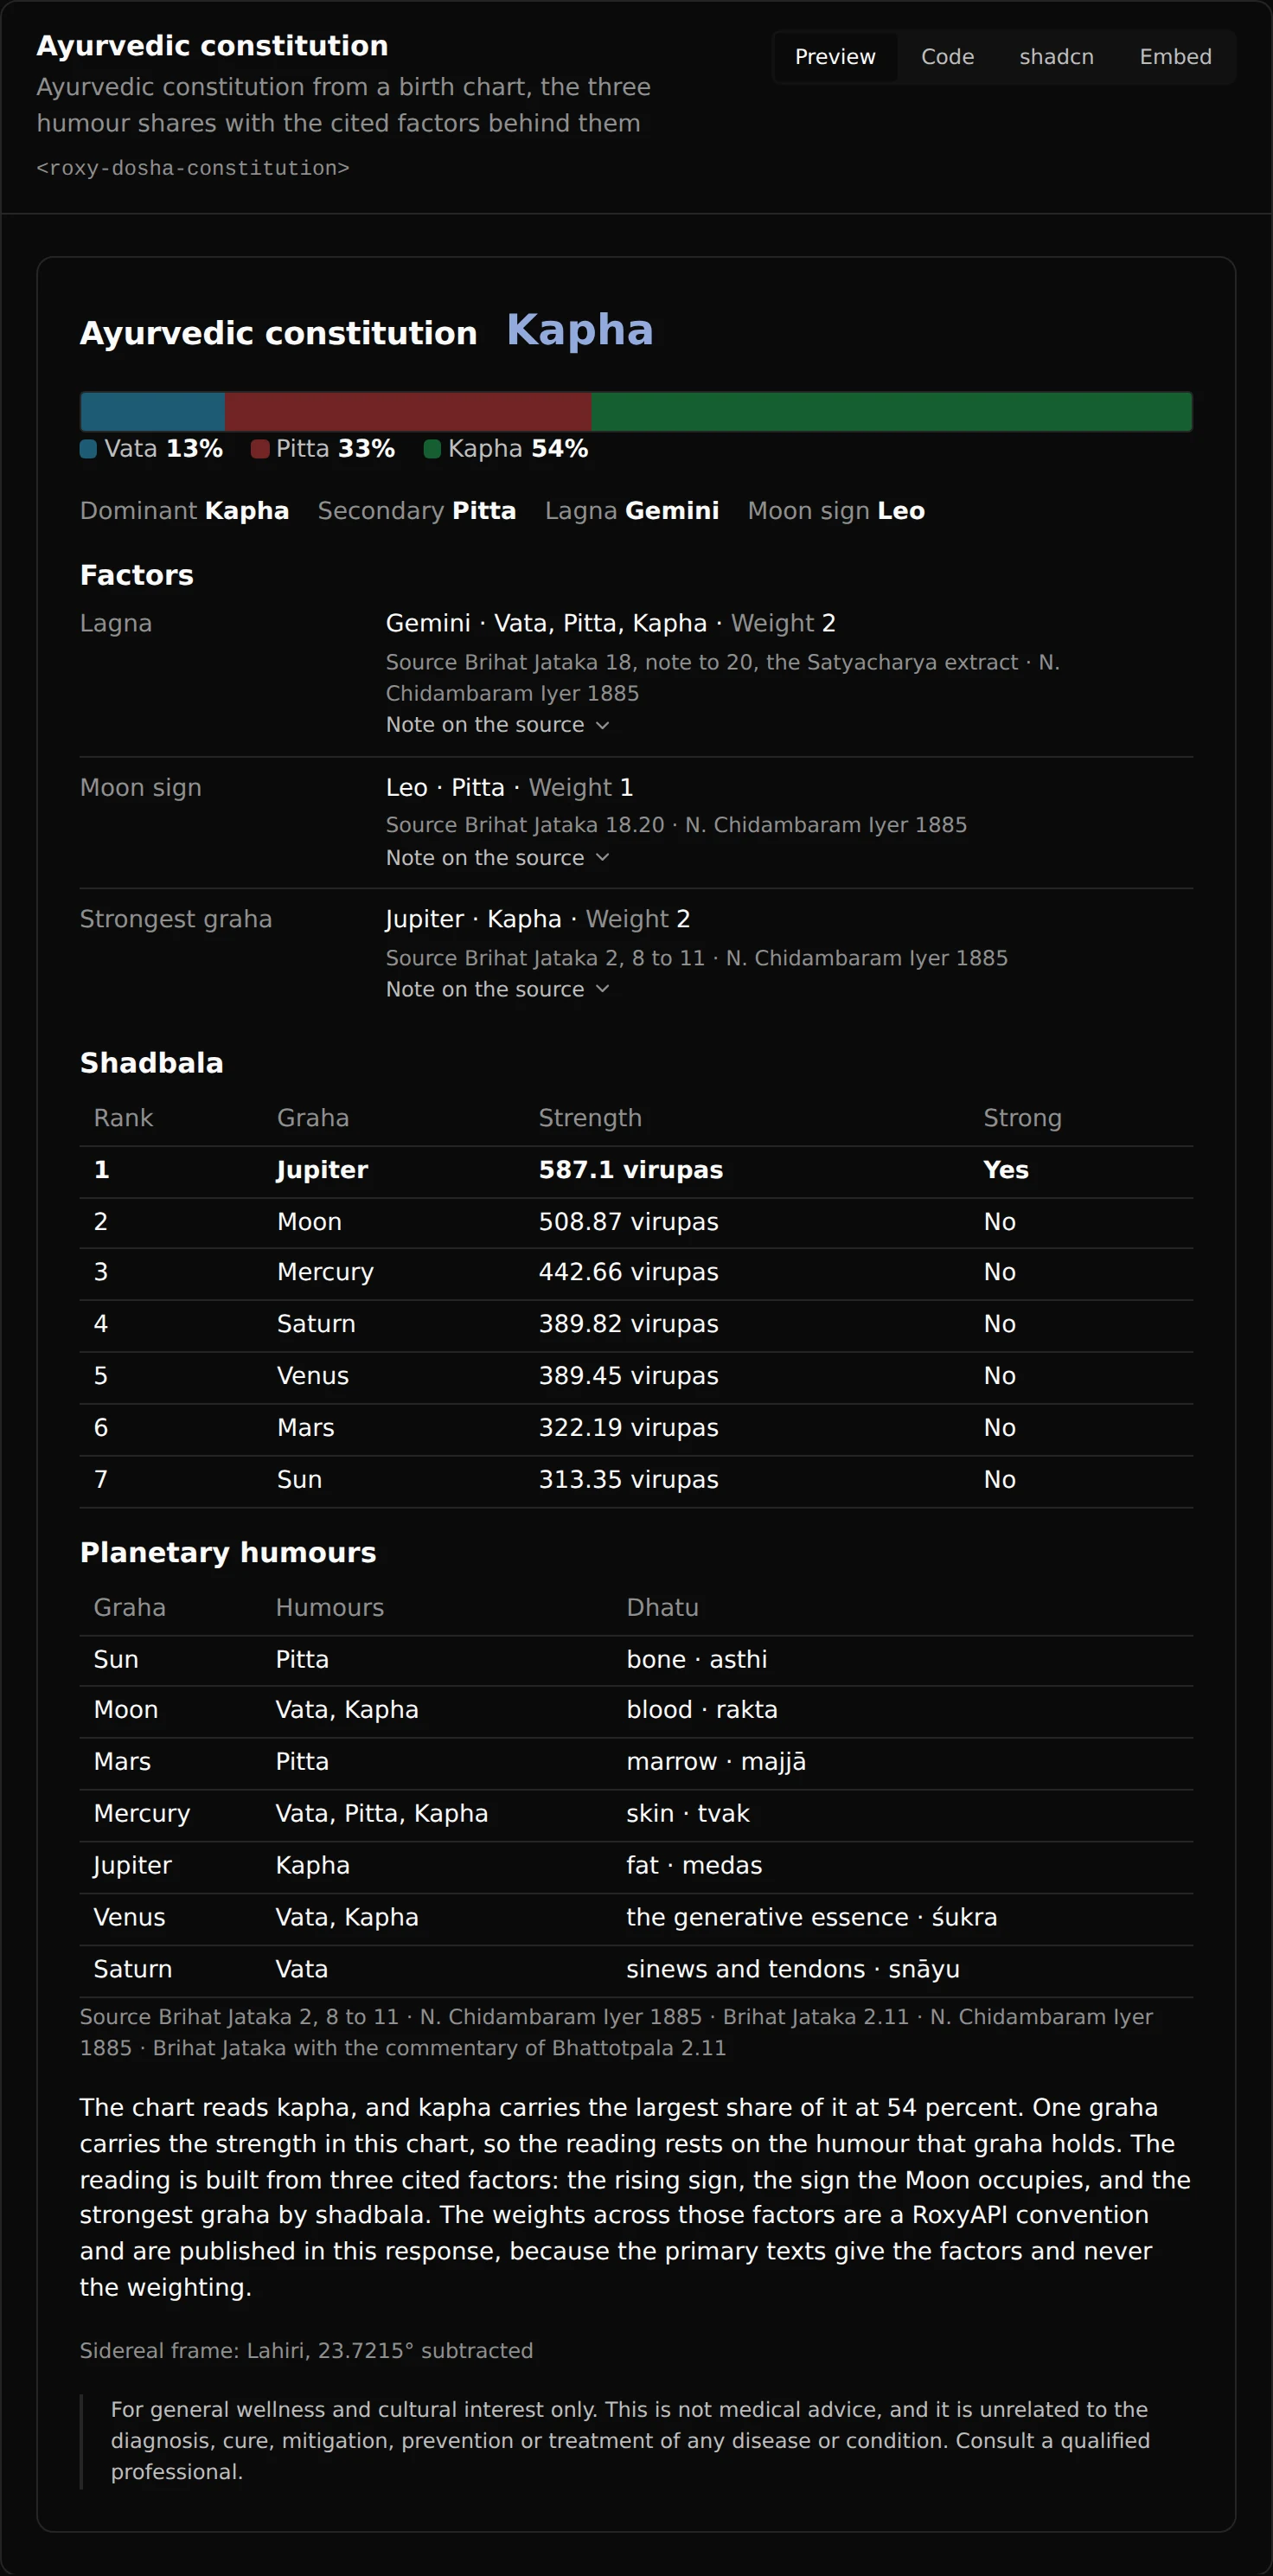 Ayurvedic constitution
Preview Code shadcn Embed
Ayurvedic constitution from a birth chart, the three
humour shares with the cited factors behind them
<roxy-dosha-constitution>
Ayurvedic constitution Kapha
Vata 13% Pitta 33% Kapha 54%
Dominant Kapha Secondary Pitta Lagna Gemini Moon sign Leo
Factors
Lagna Gemini · Vata, Pitta, Kapha · Weight 2
Source Brihat Jataka 18, note to 20, the Satyacharya extract · N.
Chidambaram Iyer 1885
Note on the source
Moon sign Leo · Pitta · Weight 1
Source Brihat Jataka 18.20 · N. Chidambaram Iyer 1885
Note on the source
Strongest graha Jupiter · Kapha · Weight 2
Source Brihat Jataka 2, 8 to 11 · N. Chidambaram Iyer 1885
Note on the source
Shadbala
Rank Graha Strength Strong
1 Jupiter 587.1 virupas Yes
2 Moon 508.87 virupas No
3 Mercury 442.66 virupas No
4 Saturn 389.82 virupas No
5 Venus 389.45 virupas No
6 Mars 322.19 virupas No
7 Sun 313.35 virupas No
Planetary humours
Graha Humours Dhatu
Sun Pitta bone · asthi
Moon Vata, Kapha blood · rakta
Mars Pitta marrow · majjā
Mercury Vata, Pitta, Kapha skin · tvak
Jupiter Kapha fat · medas
Venus Vata, Kapha the generative essence · śukra
Saturn Vata sinews and tendons · snāyu
Source Brihat Jataka 2, 8 to 11 · N. Chidambaram Iyer 1885 · Brihat Jataka 2.11 · N. Chidambaram Iyer
1885 · Brihat Jataka with the commentary of Bhattotpala 2.11
The chart reads kapha, and kapha carries the largest share of it at 54 percent. One graha
carries the strength in this chart, so the reading rests on the humour that graha holds. The
reading is built from three cited factors: the rising sign, the sign the Moon occupies, and the
strongest graha by shadbala. The weights across those factors are a RoxyAPI convention
and are published in this response, because the primary texts give the factors and never
the weighting.
Sidereal frame: Lahiri, 23.7215° subtracted
For general wellness and cultural interest only. This is not medical advice, and it is unrelated to the
diagnosis, cure, mitigation, prevention or treatment of any disease or condition. Consult a qualified
professional.